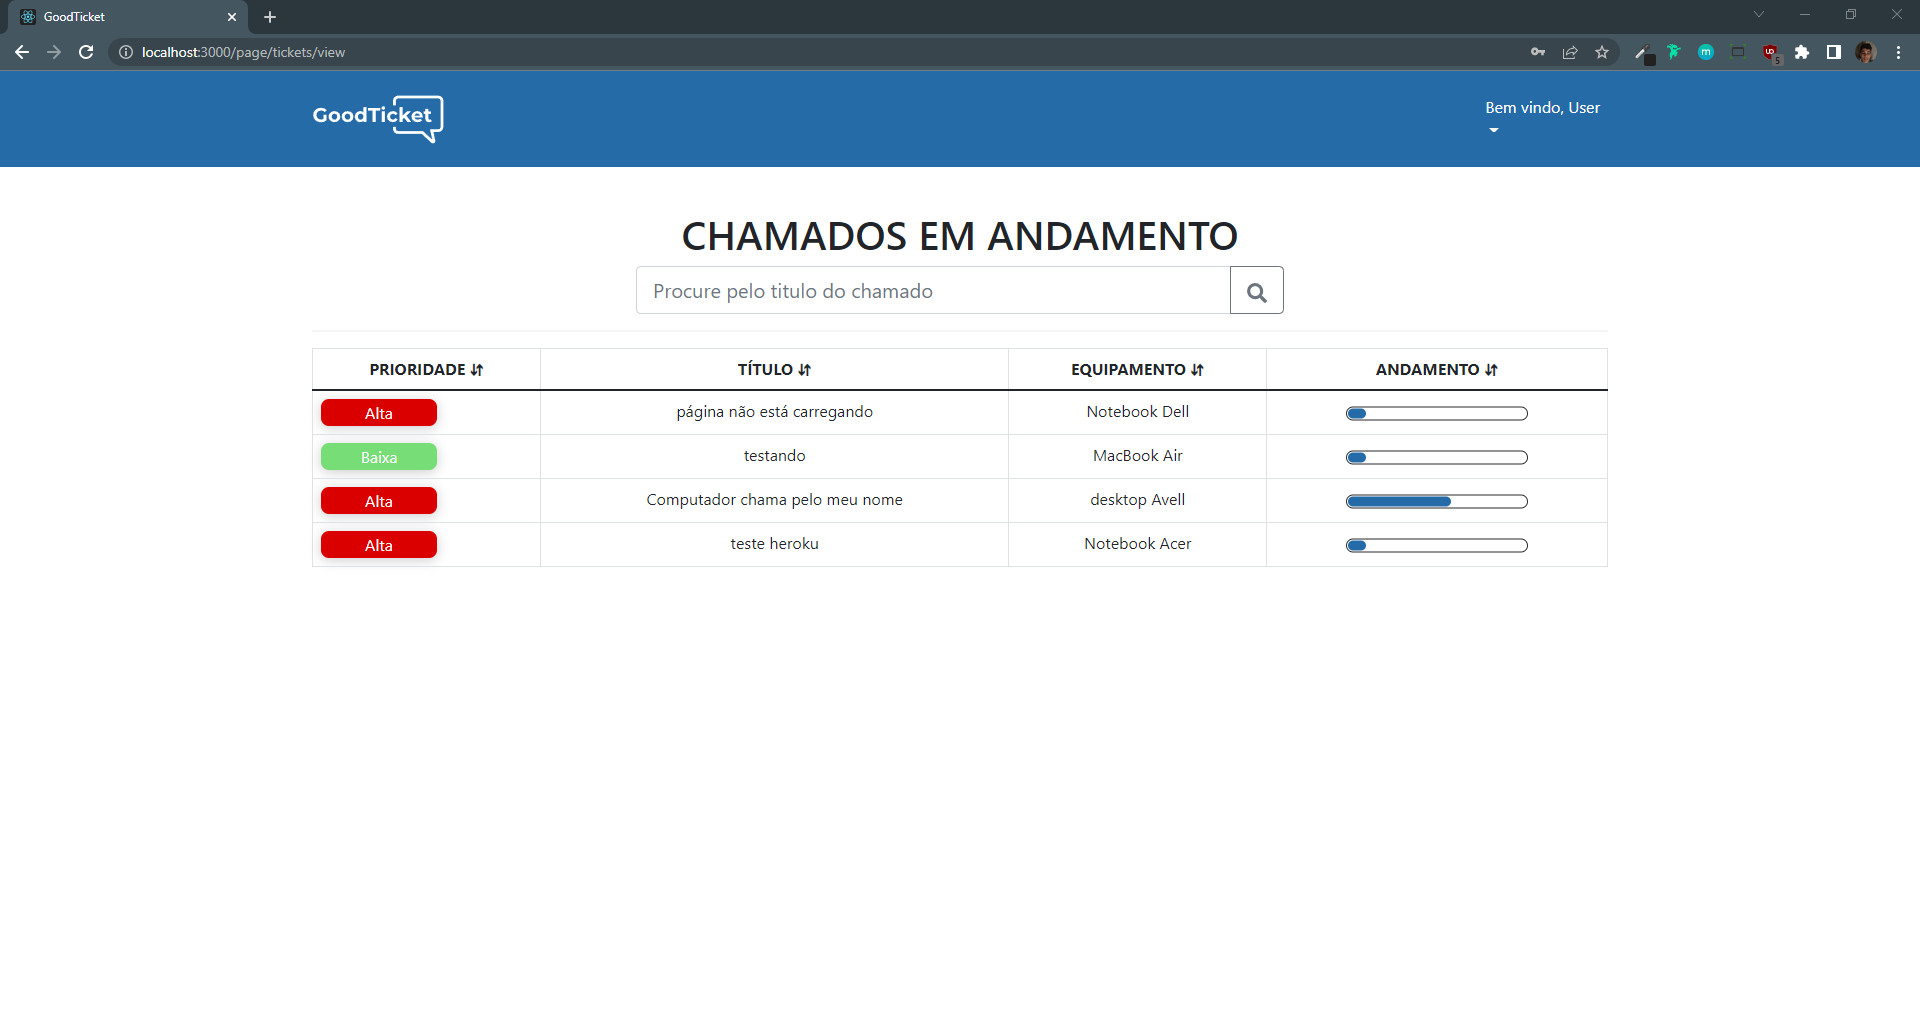 GoodTicket
localhost:3000/page/tickets/view
GoodTicket
Bem vindo, User
CHAMADOS EM ANDAMENTO
Procure pelo titulo do chamado
PRIORIDADE TÍTULO EQUIPAMENTO ANDAMENTO
Alta página não está carregando Notebook Dell
Baixa testando MacBook Air
Alta Computador chama pelo meu nome desktop Avell
Alta teste heroku Notebook Acer